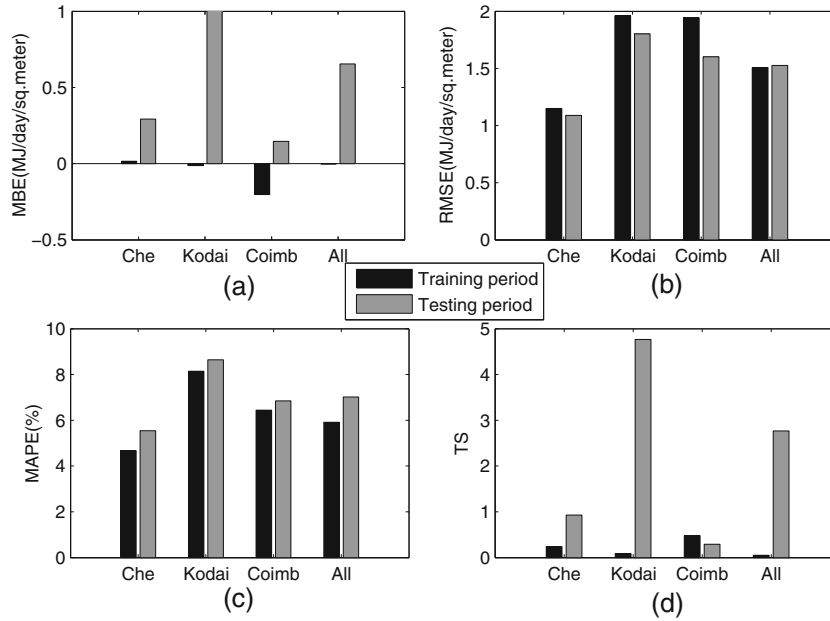 MBE(MJ/day/sq.meter)
1
0.5
0
−0.5
Che Kodai Coimb All
(a)
RMSE(MJ/day/sq.meter)
2
1.5
1
0.5
0
Che Kodai Coimb All
(b)
Training period
Testing period
MAPE(%)
10
8
6
4
2
0
Che Kodai Coimb All
(c)
TS
5
4
3
2
1
0
Che Kodai Coimb All
(d)